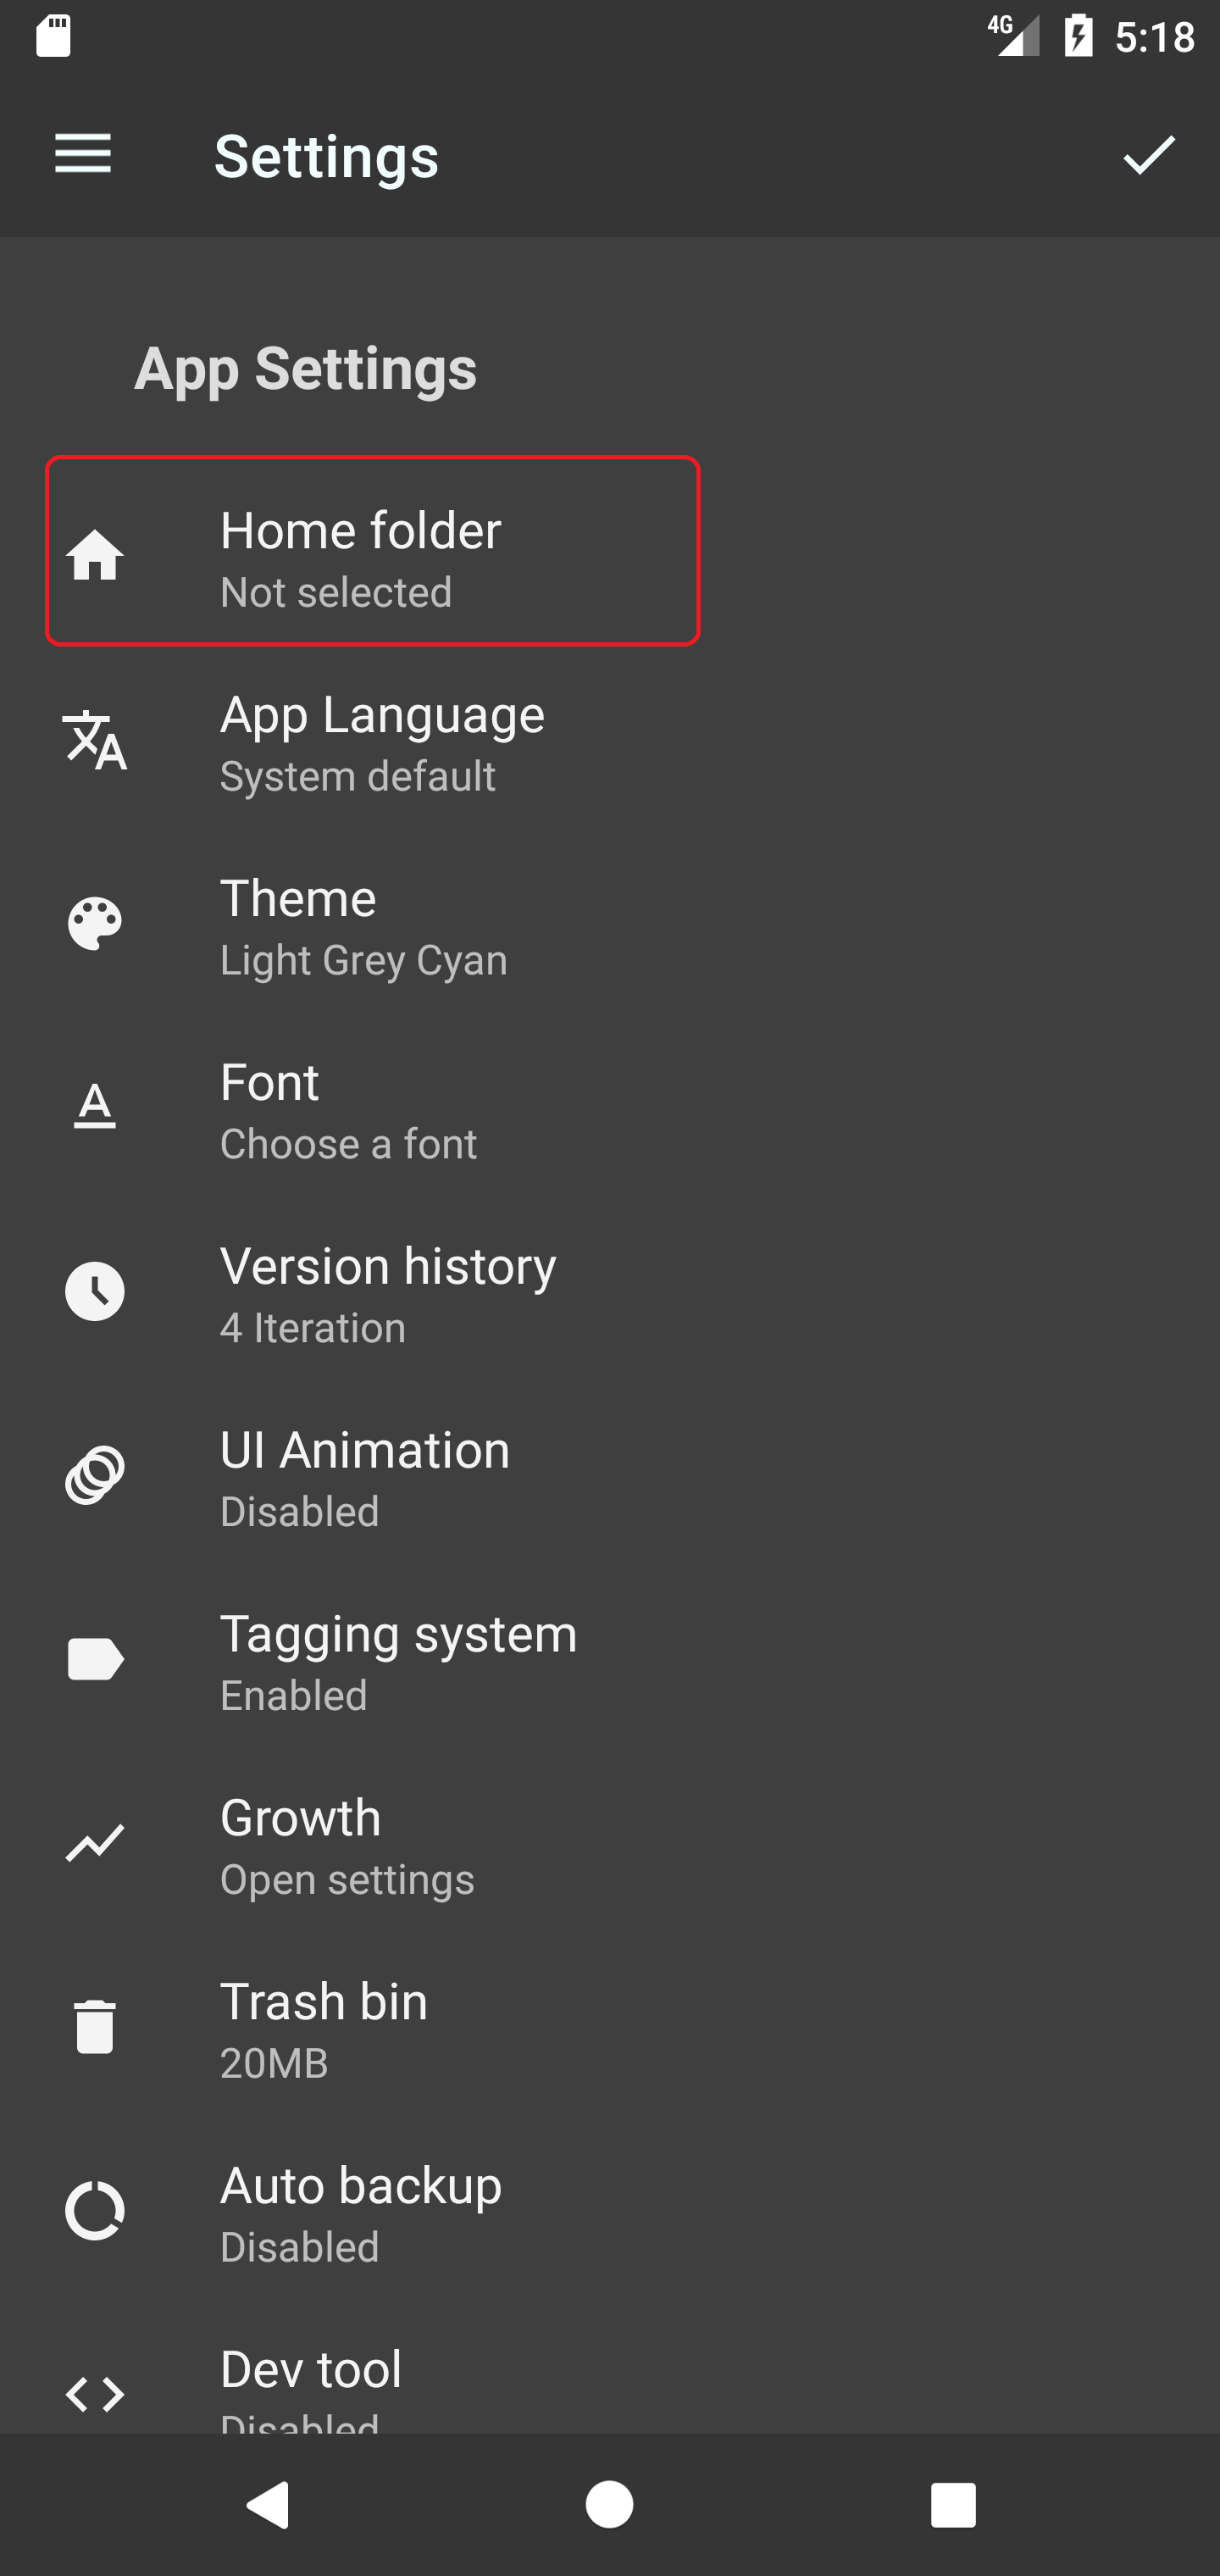 4G 5:18
Settings
App Settings
Home folder
Not selected
App Language
System default
Theme
Light Grey Cyan
Font
Choose a font
Version history
4 Iteration
UI Animation
Disabled
Tagging system
Enabled
Growth
Open settings
Trash bin
20MB
Auto backup
Disabled
Dev tool
Disabled